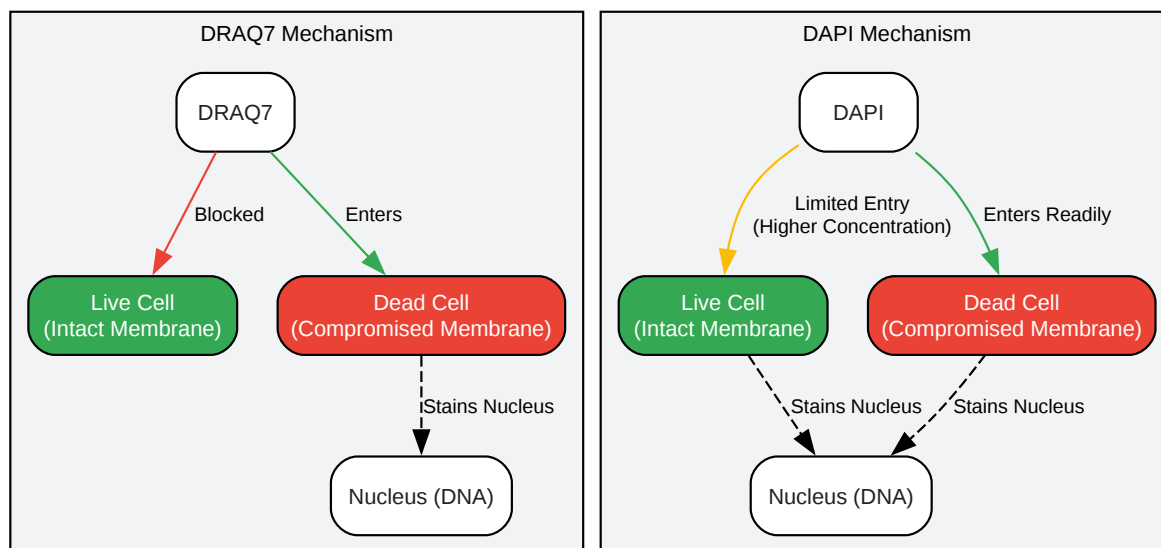 DRAQ7 Mechanism
DRAQ7
Blocked
Enters
Live Cell
(Intact Membrane)
Dead Cell
(Compromised Membrane)
Stains Nucleus
Nucleus (DNA)
DAPI Mechanism
DAPI
Limited Entry
(Higher Concentration)
Enters Readily
Live Cell
(Intact Membrane)
Dead Cell
(Compromised Membrane)
Stains Nucleus
Stains Nucleus
Nucleus (DNA)